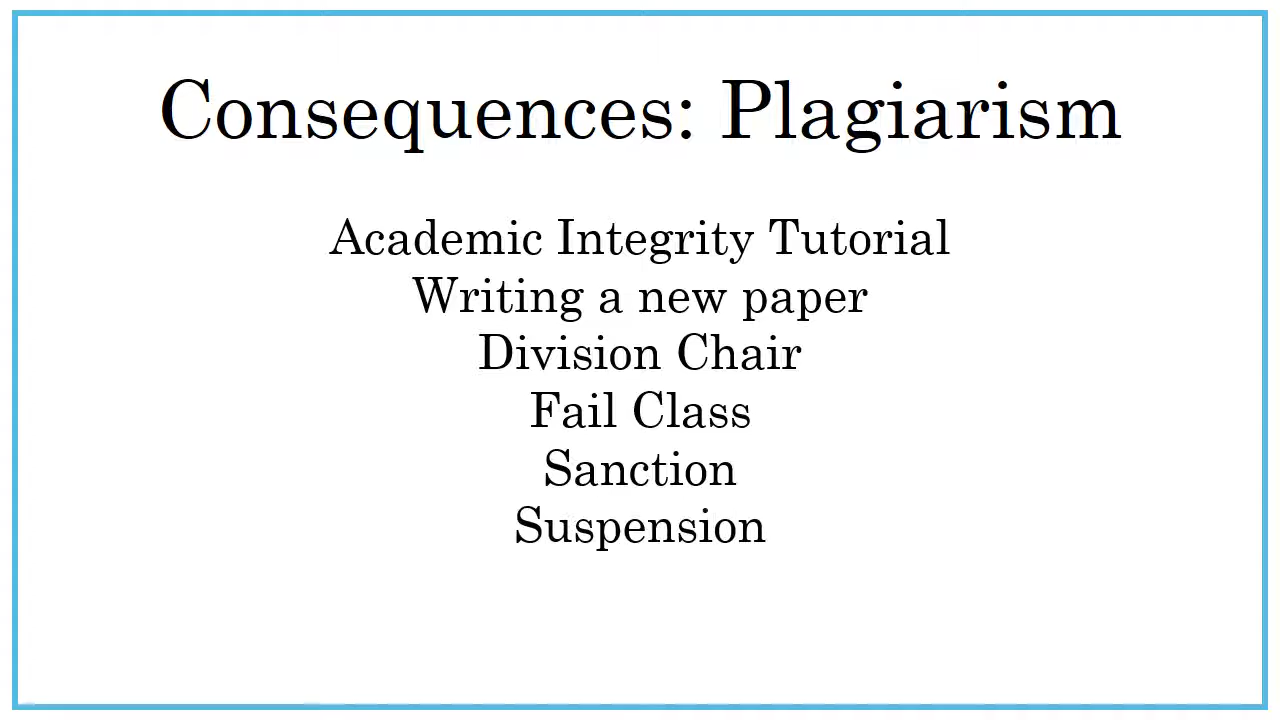 Consequences: Plagiarism
Academic Integrity Tutorial
Writing a new paper
Division Chair
Fail Class
Sanction
Suspension